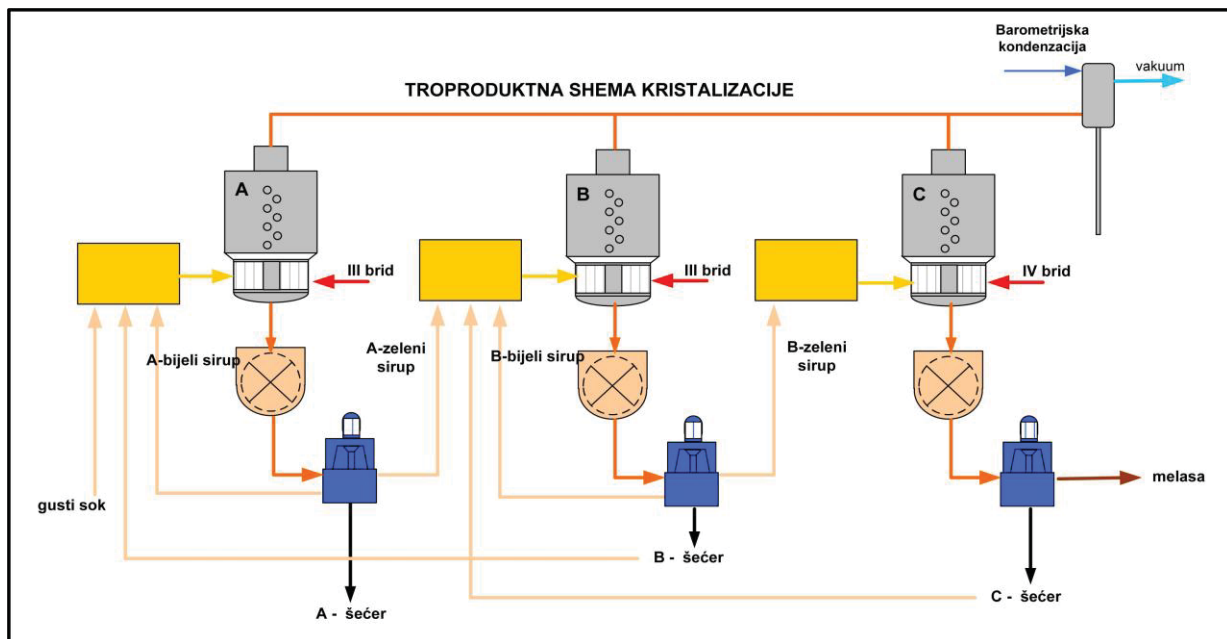 Barometrijska
kondenzacija
vakuum
TROPRODUKTNA SHEMA KRISTALIZACIJE
A
B
C
III brid
III brid
IV brid
A-bijeli sirup
A-zeleni
sirup
B-bijeli sirup
B-zeleni
sirup
gusti sok
melasa
B - šećer
A - šećer
C - šećer